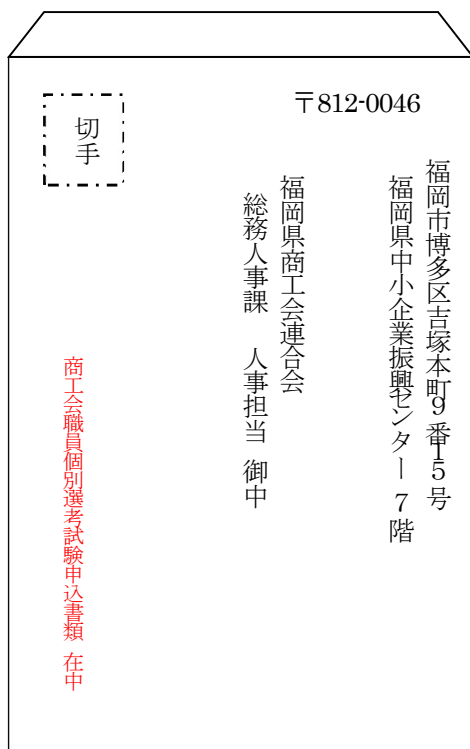 〒812-0046
福岡市博多区吉塚本町9番15号
福岡県中小企業振興センター 7階
福岡県商工会連合会
総務人事課 人事担当 御中
切手
商工会職員個別選考試験申込書類 在中